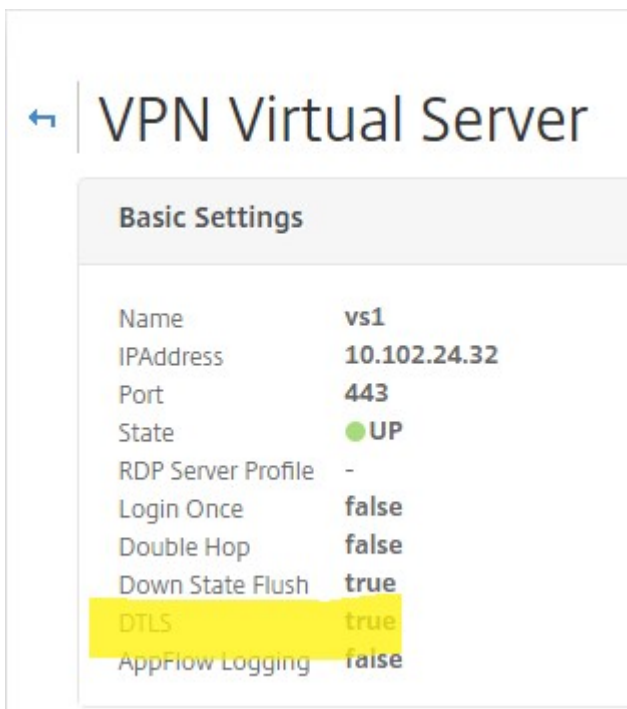 VPN Virtual Server
Basic Settings
Name vs1
IPAddress 10.102.24.32
Port 443
State UP
RDP Server Profile -
Login Once false
Double Hop false
Down State Flush true
DTLS true
AppFlow Logging false